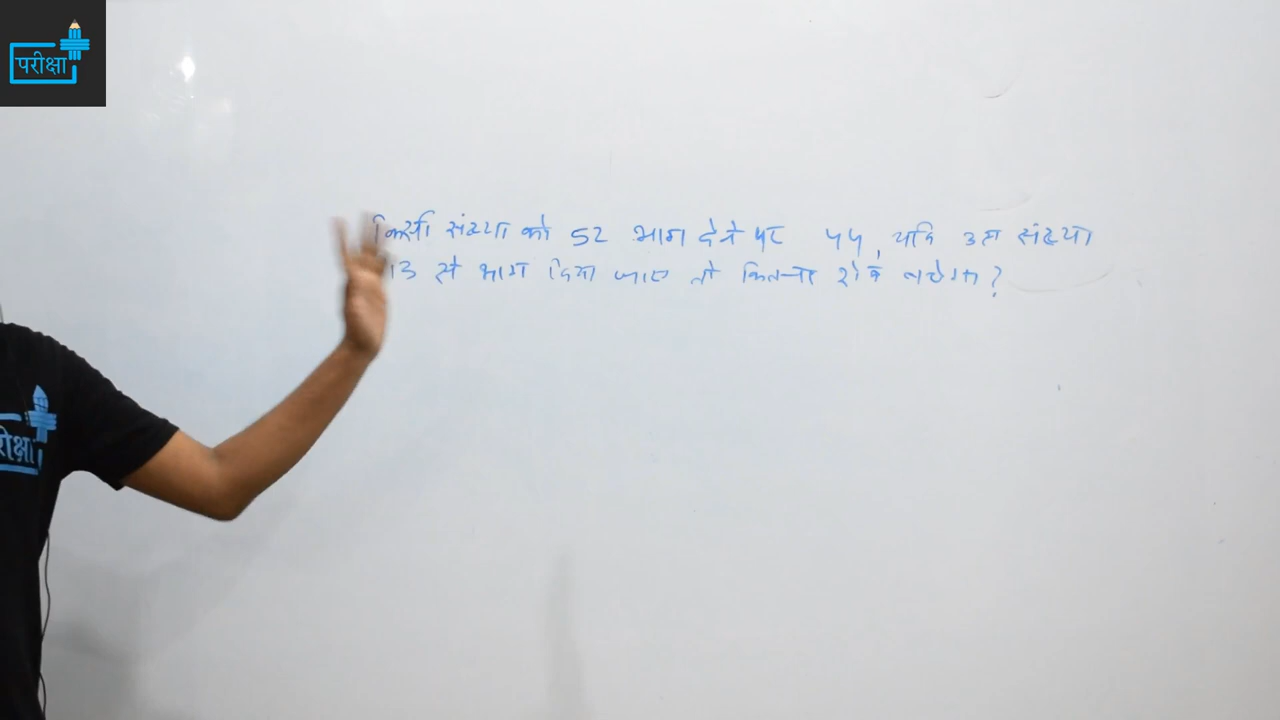 परीक्षा
किसी संख्या को 52 भाग देने पर 44, यदि उस संख्या
13 से भाग दिया जाए तो कितना शेष बचेगा?
रीक्षा